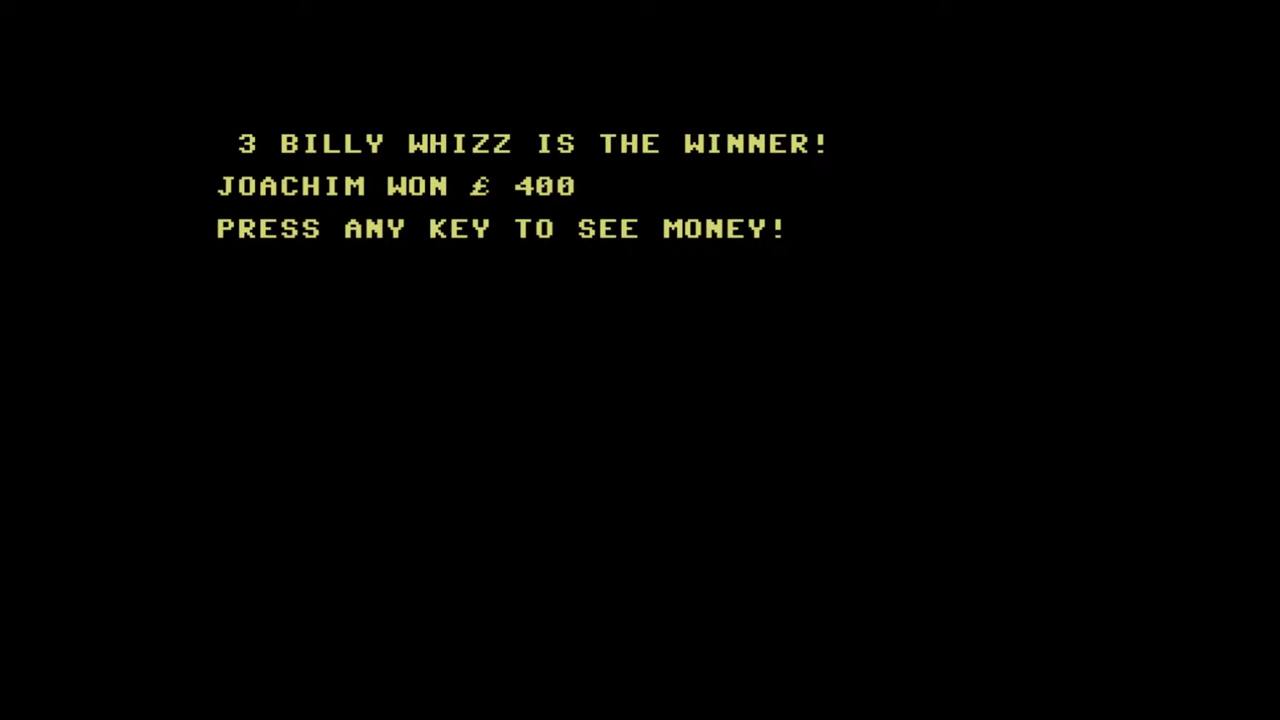 3 BILLY WHIZZ IS THE WINNER!
JOACHIM WON £ 400
PRESS ANY KEY TO SEE MONEY!